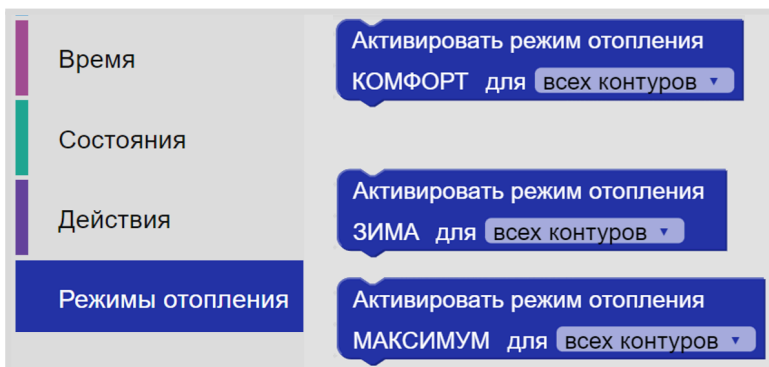 Время
Состояния
Действия
Режимы отопления
Активировать режим отопления
КОМФОРТ для всех контуров
Активировать режим отопления
ЗИМА для всех контуров
Активировать режим отопления
МАКСИМУМ для всех контуров